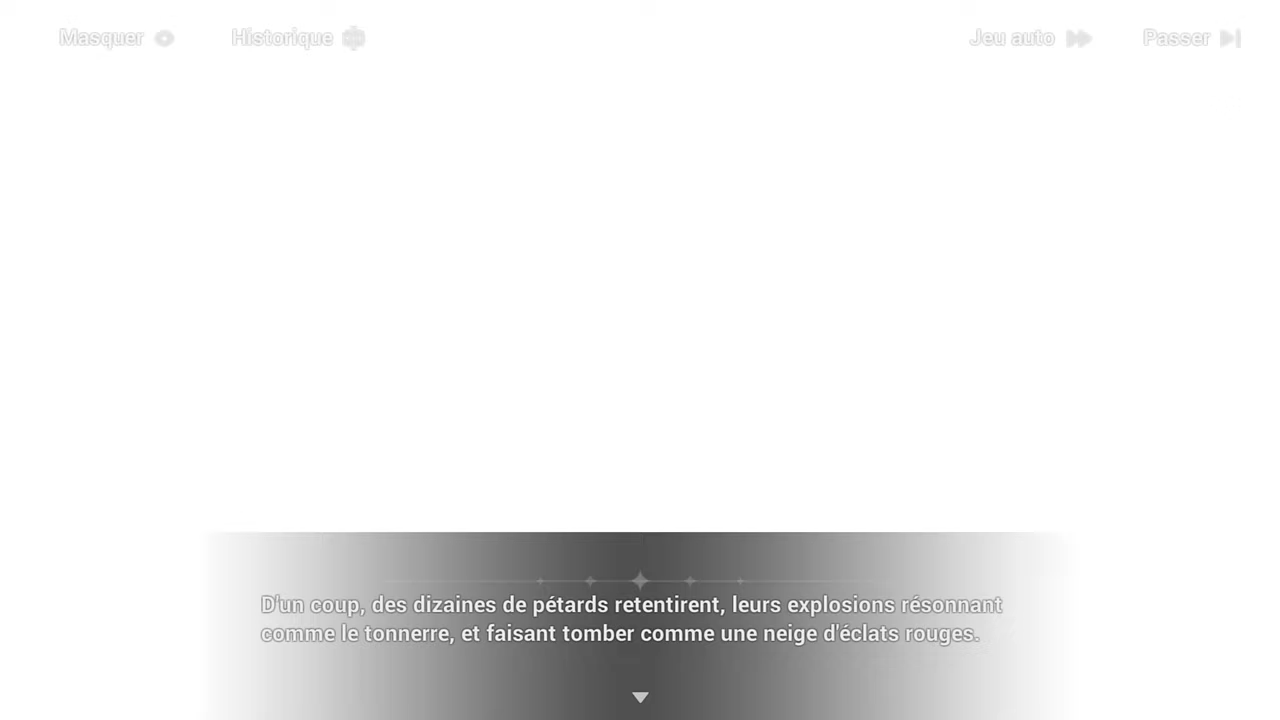 Masquer
Historique
Jeu auto
Passer
D'un coup, des dizaines de pétards retentirent, leurs explosions résonnant
comme le tonnerre, et faisant tomber comme une neige d'éclats rouges.